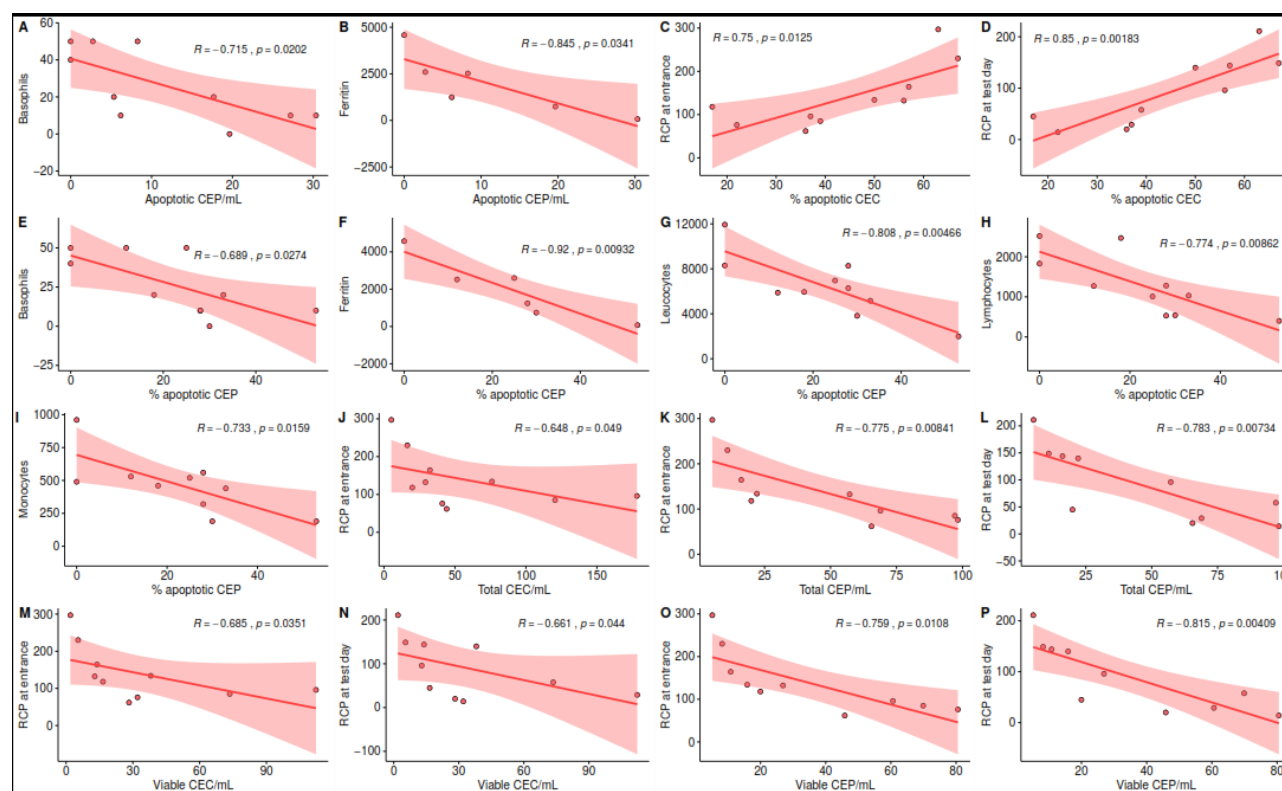 A
Basophils
60
40
20
0
−20
R = −0.715 , p = 0.0202
0
10
20
30
Apoptotic CEP/mL
B
Ferritin
5000
2500
0
−2500
R = −0.845 , p = 0.0341
0
10
20
30
Apoptotic CEP/mL
C
RCP at entrance
300
200
100
0
R = 0.75 , p = 0.0125
20
30
40
50
60
% apoptotic CEC
D
RCP at test day
200
100
0
R = 0.85 , p = 0.00183
20
30
40
50
60
% apoptotic CEC
E
Basophils
50
25
0
−25
R = −0.689 , p = 0.0274
0
20
40
% apoptotic CEP
F
Ferritin
4000
2000
0
−2000
R = −0.92 , p = 0.00932
0
20
40
% apoptotic CEP
G
Leucocytes
12000
8000
4000
0
R = −0.808 , p = 0.00466
0
20
40
% apoptotic CEP
H
Lymphocytes
2000
1000
0
R = −0.774 , p = 0.00862
0
20
40
% apoptotic CEP
I
Monocytes
1000
750
500
250
0
R = −0.733 , p = 0.0159
0
20
40
% apoptotic CEP
J
RCP at entrance
300
200
100
0
R = −0.648 , p = 0.049
0
50
100
150
Total CEC/mL
K
RCP at entrance
300
200
100
0
R = −0.775 , p = 0.00841
25
50
75
100
Total CEP/mL
L
RCP at test day
200
150
100
50
0
−50
R = −0.783 , p = 0.00734
25
50
75
100
Total CEP/mL
M
RCP at entrance
300
200
100
0
R = −0.685 , p = 0.0351
0
30
60
90
Viable CEC/mL
N
RCP at test day
200
100
0
−100
R = −0.661 , p = 0.044
0
30
60
90
Viable CEC/mL
O
RCP at entrance
300
200
100
0
R = −0.759 , p = 0.0108
20
40
60
80
Viable CEP/mL
P
RCP at test day
200
100
0
R = −0.815 , p = 0.00409
20
40
60
80
Viable CEP/mL